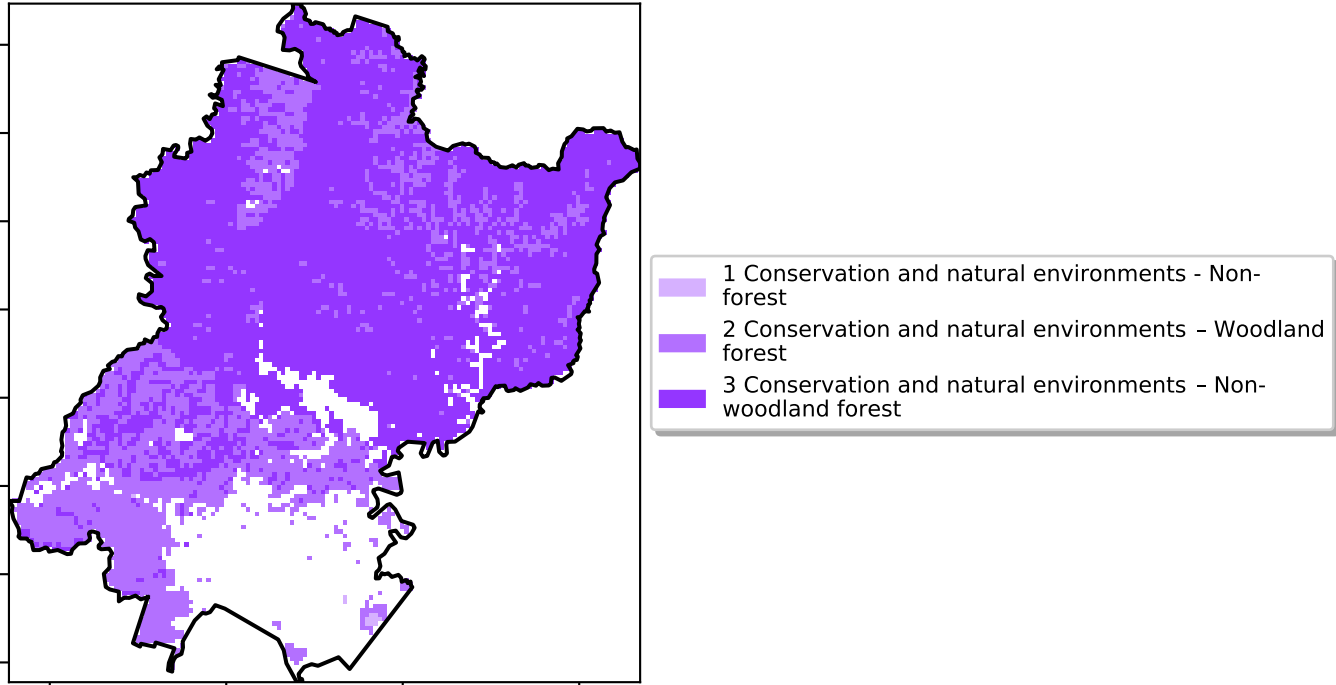 1 Conservation and natural environments - Non-
forest
2 Conservation and natural environments – Woodland
forest
3 Conservation and natural environments – Non-
woodland forest